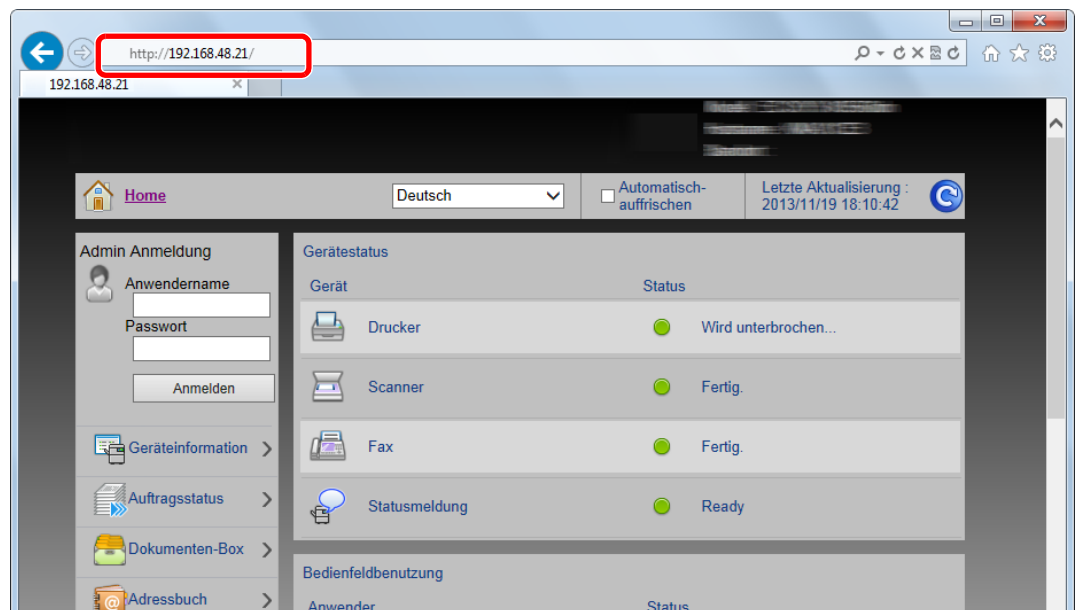 http://192.168.48.21/
192.168.48.21
Home
Deutsch
Automatisch-
auffrischen
Letzte Aktualisierung :
2013/11/19 18:10:42
Admin Anmeldung
Anwendername
Passwort
Anmelden
Geräteinformation
Auftragsstatus
Dokumenten-Box
Adressbuch
Gerätestatus
Gerät Status
Drucker Wird unterbrochen...
Scanner Fertig.
Fax Fertig.
Statusmeldung Ready
Bedienfeldbenutzung
Anwender Status